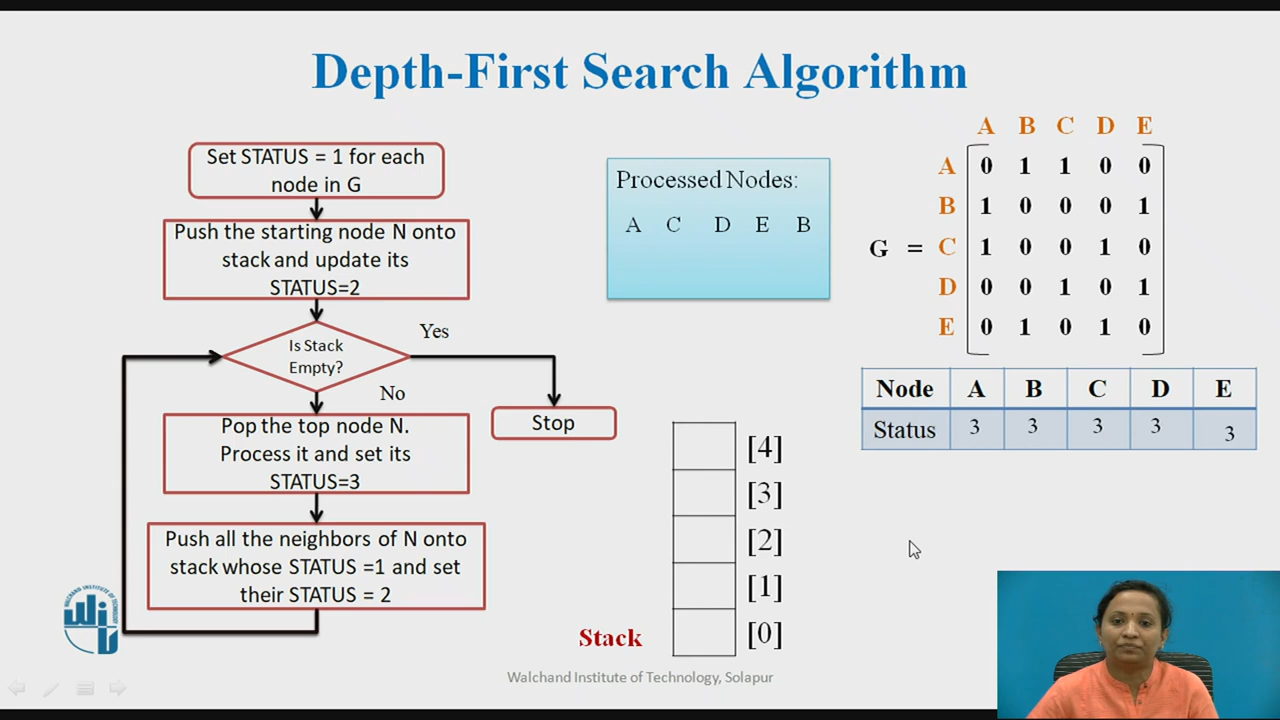 Depth-First Search Algorithm
Set STATUS = 1 for each
node in G
Push the starting node N onto
stack and update its
STATUS=2
Is Stack
Empty?
Yes
No
Stop
Pop the top node N.
Process it and set its
STATUS=3
Push all the neighbors of N onto
stack whose STATUS =1 and set
their STATUS = 2
Processed Nodes:
A C D E B
[4]
[3]
[2]
[1]
[0]
Stack
A B C D E
A 0 1 1 0 0
B 1 0 0 0 1
G = C 1 0 0 1 0
D 0 0 1 0 1
E 0 1 0 1 0
Node A B C D E
Status 3 3 3 3 3
WALCHAND INSTITUTE OF TECHNOLOGY
WIT
Walchand Institute of Technology, Solapur